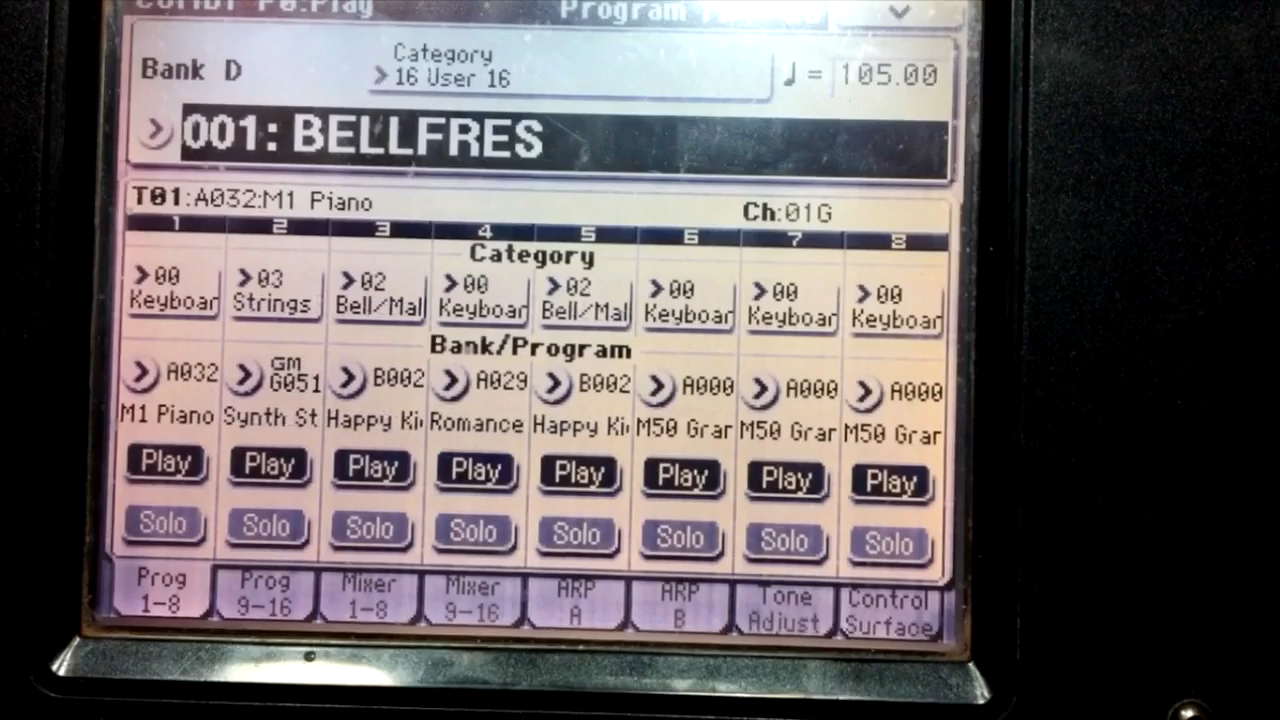 COMBI P0:Play Program
Category
Bank D 16 User 16 ♩ = 105.00
001: BELLFRES
T01:A032:M1 Piano Ch:01G
1 2 3 4 5 6 7 8
Category
00 03 02 00 02 00 00 00
Keyboar Strings Bell/Mal Keyboar Bell/Mal Keyboar Keyboar Keyboar
Bank/Program
A032 GM G051 B002 A029 B002 A000 A000 A000
M1 Piano Synth St Happy Ki Romance Happy Ki M50 Grar M50 Grar M50 Grar
Play Play Play Play Play Play Play Play
Solo Solo Solo Solo Solo Solo Solo Solo
Prog Prog Mixer Mixer ARP ARP Tone Control
1-8 9-16 1-8 9-16 A B Adjust Surface